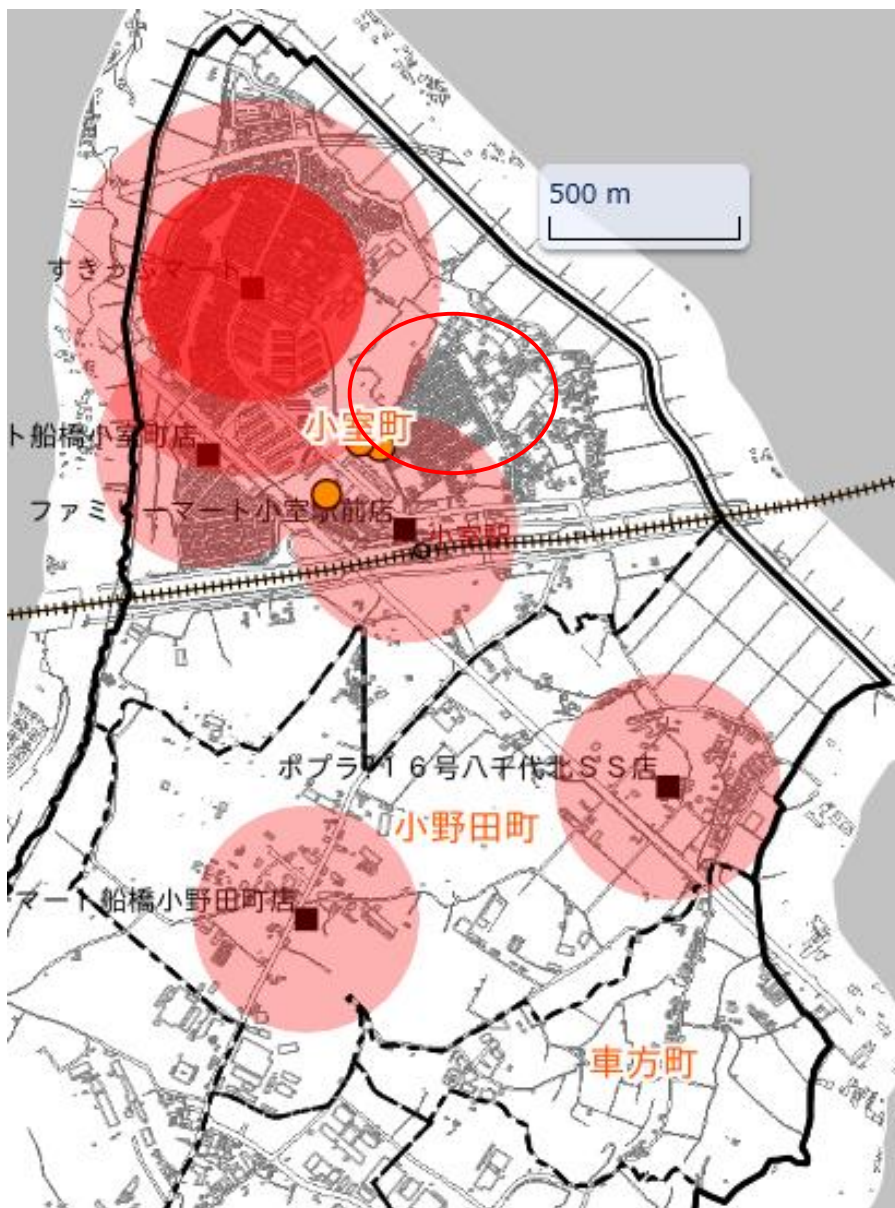 500 m
すきっぷマート
ト船橋小室町店
小室町
ファミリーマート小室駅前店
小室駅
ポプラ216号八千代北SS店
小野田町
マート船橋小野田町店
車方町